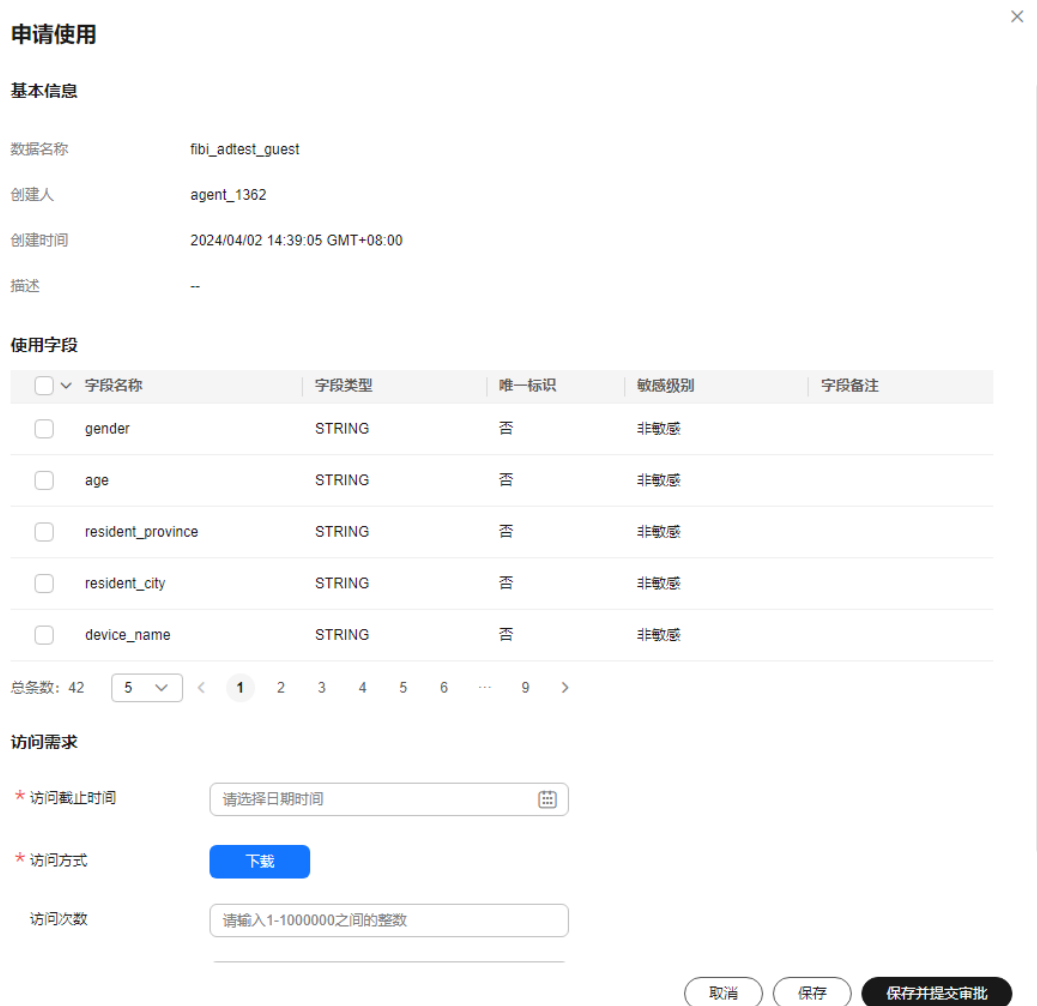 申请使用
基本信息
数据名称 fibi_adtest_guest
创建人 agent_1362
创建时间 2024/04/02 14:39:05 GMT+08:00
描述 --
使用字段
字段名称 字段类型 唯一标识 敏感级别 字段备注
gender STRING 否 非敏感
age STRING 否 非敏感
resident_province STRING 否 非敏感
resident_city STRING 否 非敏感
device_name STRING 否 非敏感
总条数: 42 5 1 2 3 4 5 6 ... 9
访问需求
* 访问截止时间 请选择日期时间
* 访问方式 下载
访问次数 请输入1-1000000之间的整数
取消 保存 保存并提交审批